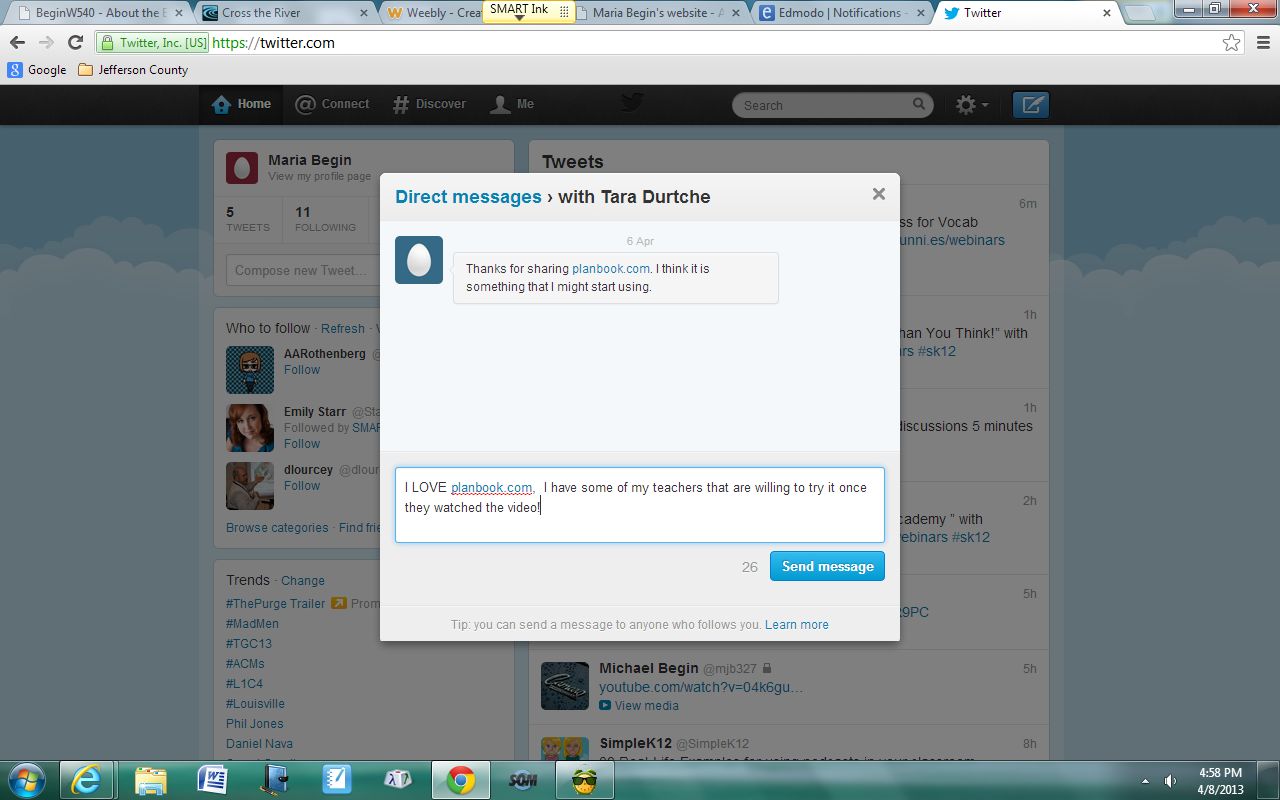 BeginW540 - About the B
Cross the River
Weebly - Crea
SMART Ink
Maria Begin's website - A
Edmodo | Notifications -
Twitter
Twitter, Inc. [US] https://twitter.com
Google Jefferson County
Home Connect Discover Me Search
Maria Begin
View my profile page
5 11
TWEETS FOLLOWING
Compose new Tweet...
Who to follow · Refresh ·
AARothenberg
Follow
Emily Starr @Sta
Followed by SMAR
Follow
dlourcey @dlour
Follow
Browse categories · Find frie
Trends · Change
#ThePurge Trailer Prom
#MadMen
#TGC13
#ACMs
#L1C4
#Louisville
Phil Jones
Daniel Nava
Direct messages › with Tara Durtche
6 Apr
Thanks for sharing planbook.com. I think it is
something that I might start using.
I LOVE planbook.com,  I have some of my teachers that are willing to try it once
they watched the video!
26 Send message
Tip: you can send a message to anyone who follows you. Learn more
Tweets
6m
ss for Vocab
unni.es/webinars
1h
han You Think!" with
ars #sk12
1h
discussions 5 minutes
2h
cademy " with
ebinars #sk12
5h
29PC
Michael Begin @mjb327 5h
youtube.com/watch?v=04k6gu...
View media
SimpleK12 @SimpleK12 8h
4:58 PM
4/8/2013